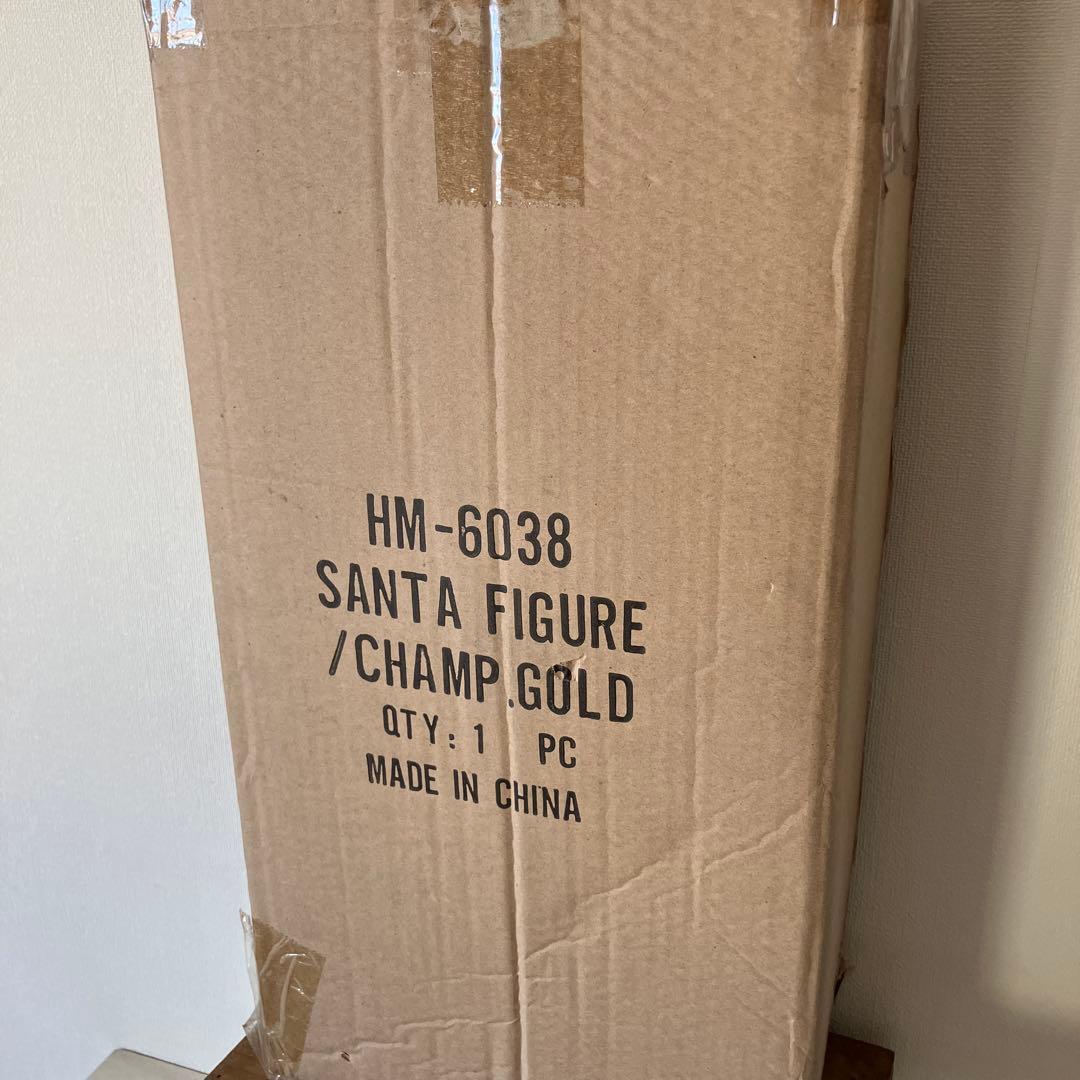 HM-6038
SANTA FIGURE
/CHAMP.GOLD
QTY: 1 PC
MADE IN CHINA